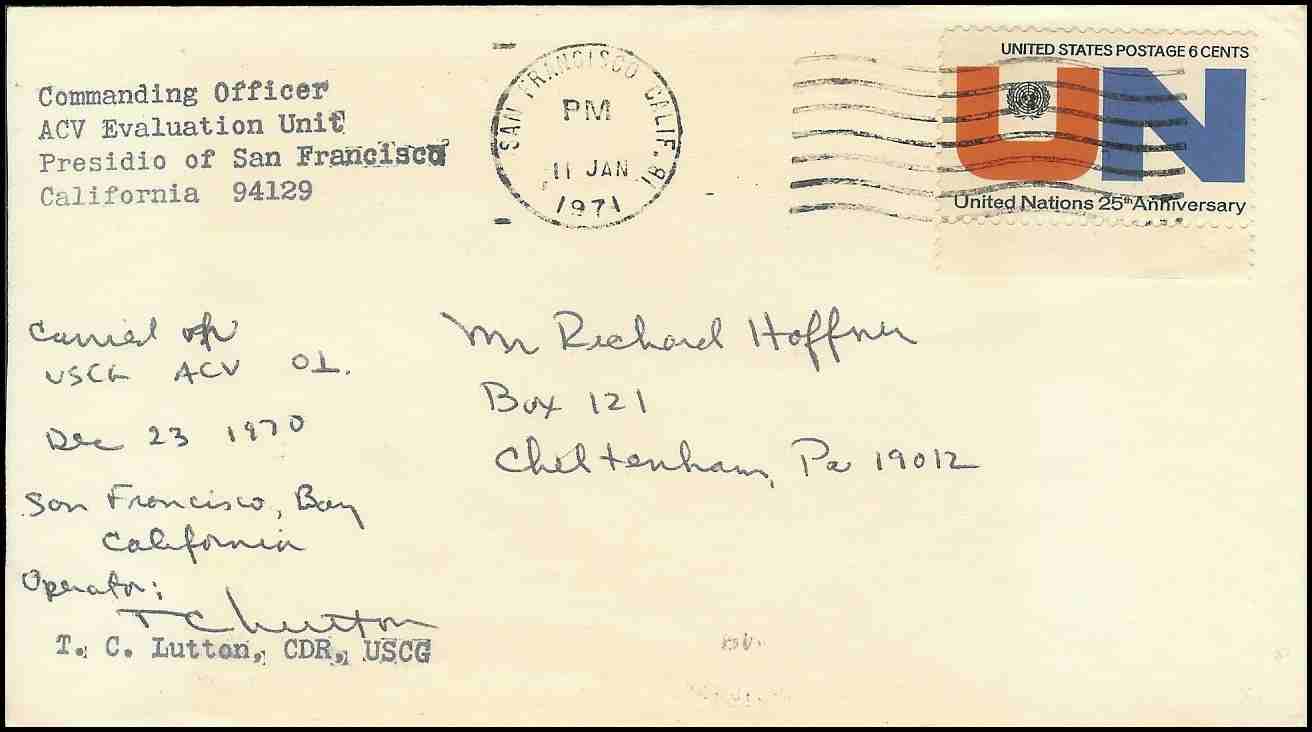 Commanding Officer
ACV Evaluation Unit
Presidio of San Francisco
California 94129
SAN FRANCISCO CALIF. 91
PM
11 JAN
1971
UNITED STATES POSTAGE 6 CENTS
UN
United Nations 25th Anniversary
Carried on
USCG ACV 01.
Dec 23 1970
San Francisco, Bay
California
Operator:
T C Lutton
T. C. Lutton, CDR, USCG
Mr Richard Hoffner
Box 121
Cheltenham, Pa 19012